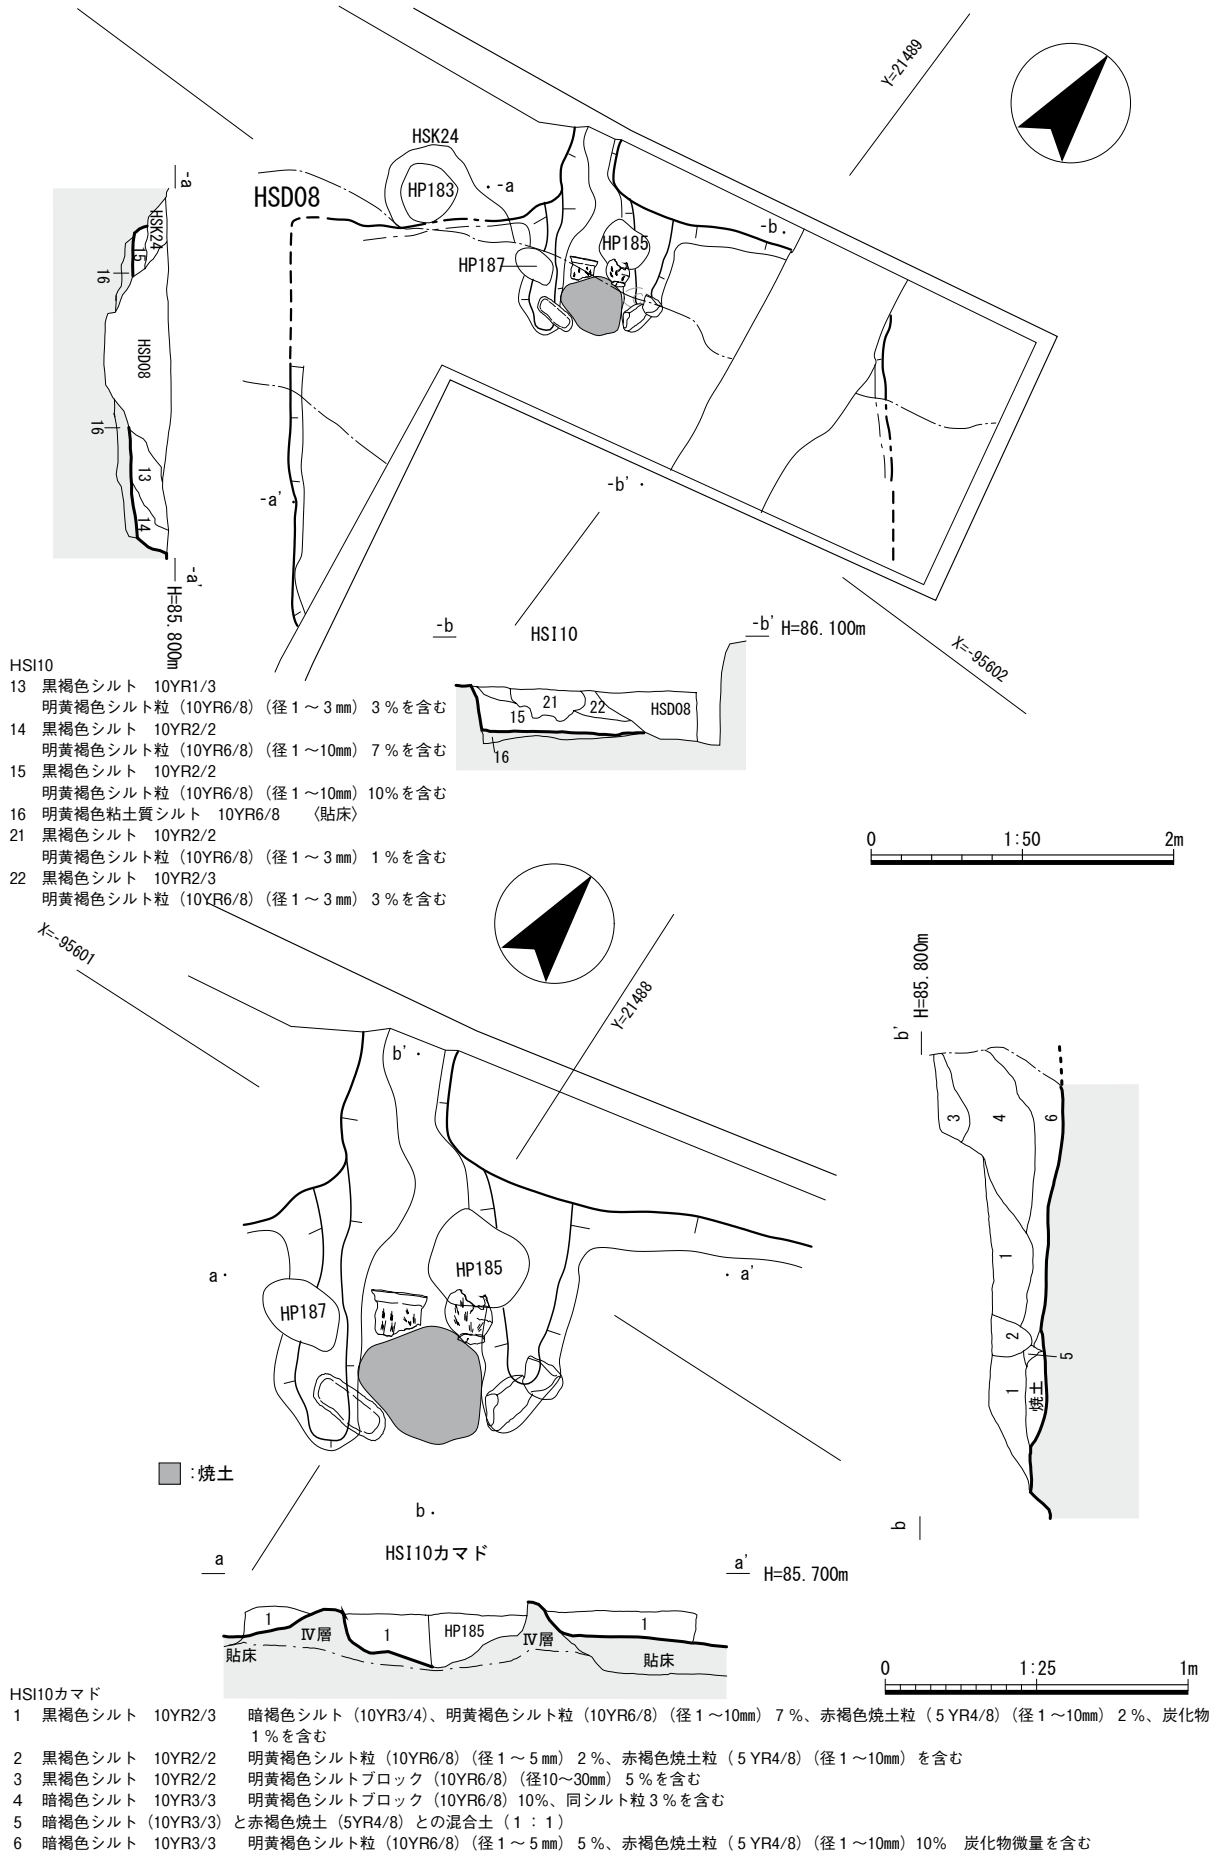 Y=21489
HSK24
HP183
-a
HSD08
-b
HP185
HP187
-a
HSK24
15
16
HSD08
16
13
14
-a'
H=85.800m
-a'
-b'
X=-95602
-b
HSI10
-b' H=86.100m
21
22
15
HSD08
16
HSI10
13 黒褐色シルト 10YR1/3
明黄褐色シルト粒（10YR6/8）（径1～3㎜）3％を含む
14 黒褐色シルト 10YR2/2
明黄褐色シルト粒（10YR6/8）（径1～10㎜）7％を含む
15 黒褐色シルト 10YR2/2
明黄褐色シルト粒（10YR6/8）（径1～10㎜）10％を含む
16 明黄褐色粘土質シルト 10YR6/8 〈貼床〉
21 黒褐色シルト 10YR2/2
明黄褐色シルト粒（10YR6/8）（径1～3㎜）1％を含む
22 黒褐色シルト 10YR2/3
明黄褐色シルト粒（10YR6/8）（径1～3㎜）3％を含む
0 1:50 2m
X=-95601
Y=21488
b'
a
HP185
a'
HP187
:焼土
b
b'
H=85.800m
3
4
6
1
2
5
1
焼土
b
HSI10カマド
a
a' H=85.700m
1
Ⅳ層
1
HP185
Ⅳ層
1
貼床
貼床
0 1:25 1m
HSI10カマド
1 黒褐色シルト 10YR2/3 暗褐色シルト（10YR3/4）、明黄褐色シルト粒（10YR6/8）（径1～10㎜）7％、赤褐色焼土粒（5YR4/8）（径1～10㎜）2％、炭化物
1％を含む
2 黒褐色シルト 10YR2/2 明黄褐色シルト粒（10YR6/8）（径1～5㎜）2％、赤褐色焼土粒（5YR4/8）（径1～10㎜）を含む
3 黒褐色シルト 10YR2/2 明黄褐色シルトブロック（10YR6/8）（径10～30㎜）5％を含む
4 暗褐色シルト 10YR3/3 明黄褐色シルトブロック（10YR6/8）10％、同シルト粒3％を含む
5 暗褐色シルト（10YR3/3）と赤褐色焼土（5YR4/8）との混合土（1：1）
6 暗褐色シルト 10YR3/3 明黄褐色シルト粒（10YR6/8）（径1～5㎜）5％、赤褐色焼土粒（5YR4/8）（径1～10㎜）10％ 炭化物微量を含む